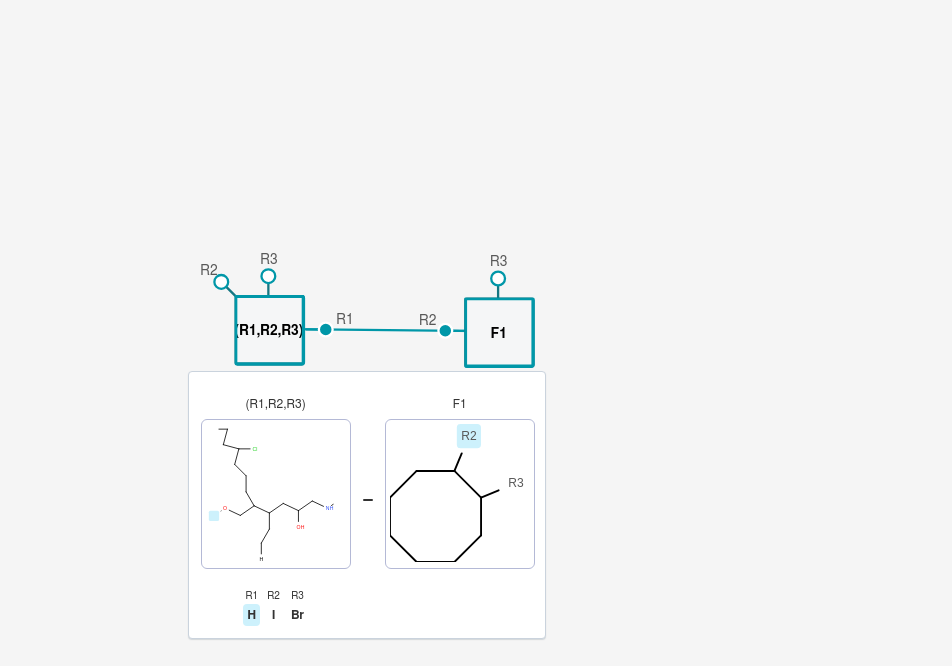 R3
R3
R2
R1
R2
(R1,R2,R3)
F1
(R1,R2,R3)
F1
R2
Cl
R3
O
NH
OH
H
R1 R2 R3
H I Br